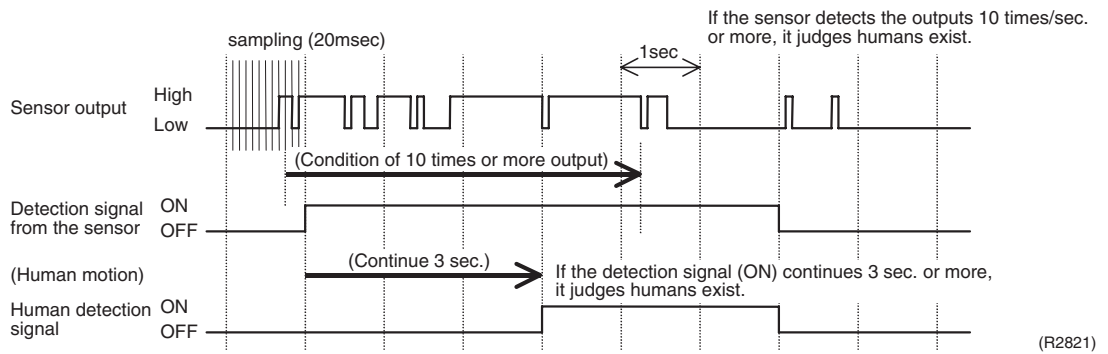 If the sensor detects the outputs 10 times/sec.
or more, it judges humans exist.
sampling (20msec)
1sec
Sensor output
High
Low
(Condition of 10 times or more output)
Detection signal
from the sensor
ON
OFF
(Human motion)
(Continue 3 sec.)
If the detection signal (ON) continues 3 sec. or more,
it judges humans exist.
Human detection
signal
ON
OFF
(R2821)